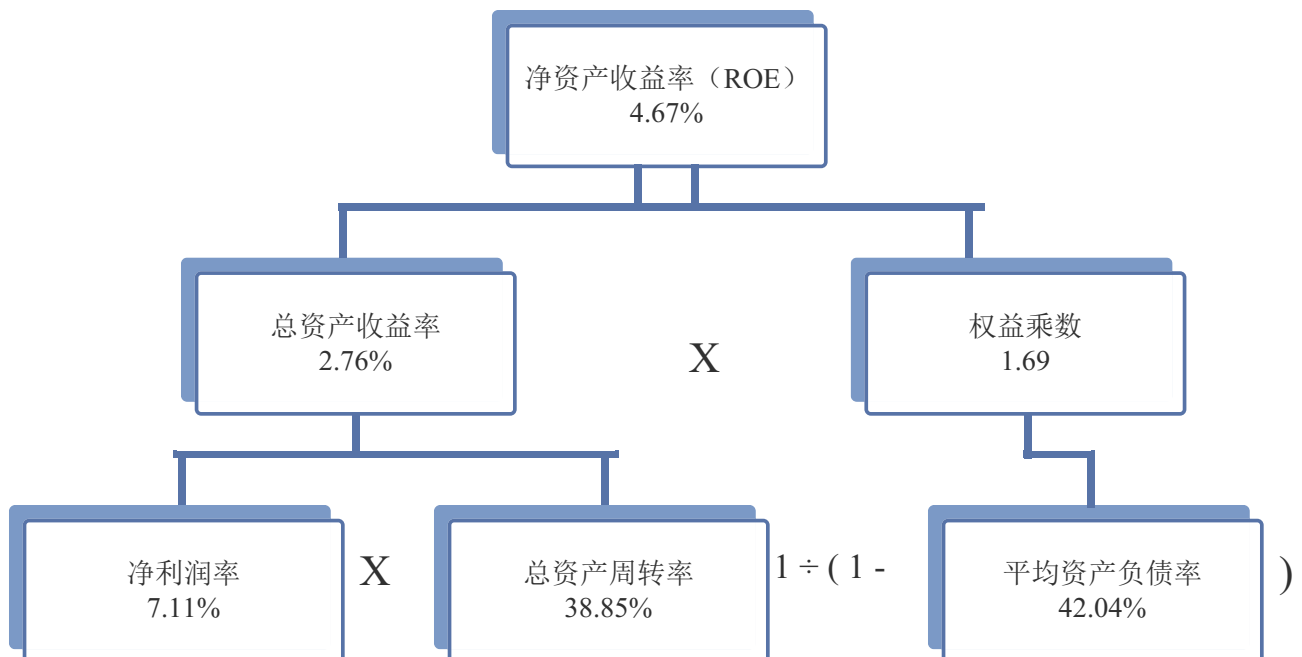 净资产收益率（ROE）
4.67%
总资产收益率
2.76%
X
权益乘数
1.69
净利润率
7.11%
X
总资产周转率
38.85%
1 ÷ ( 1 -
平均资产负债率
42.04%
)